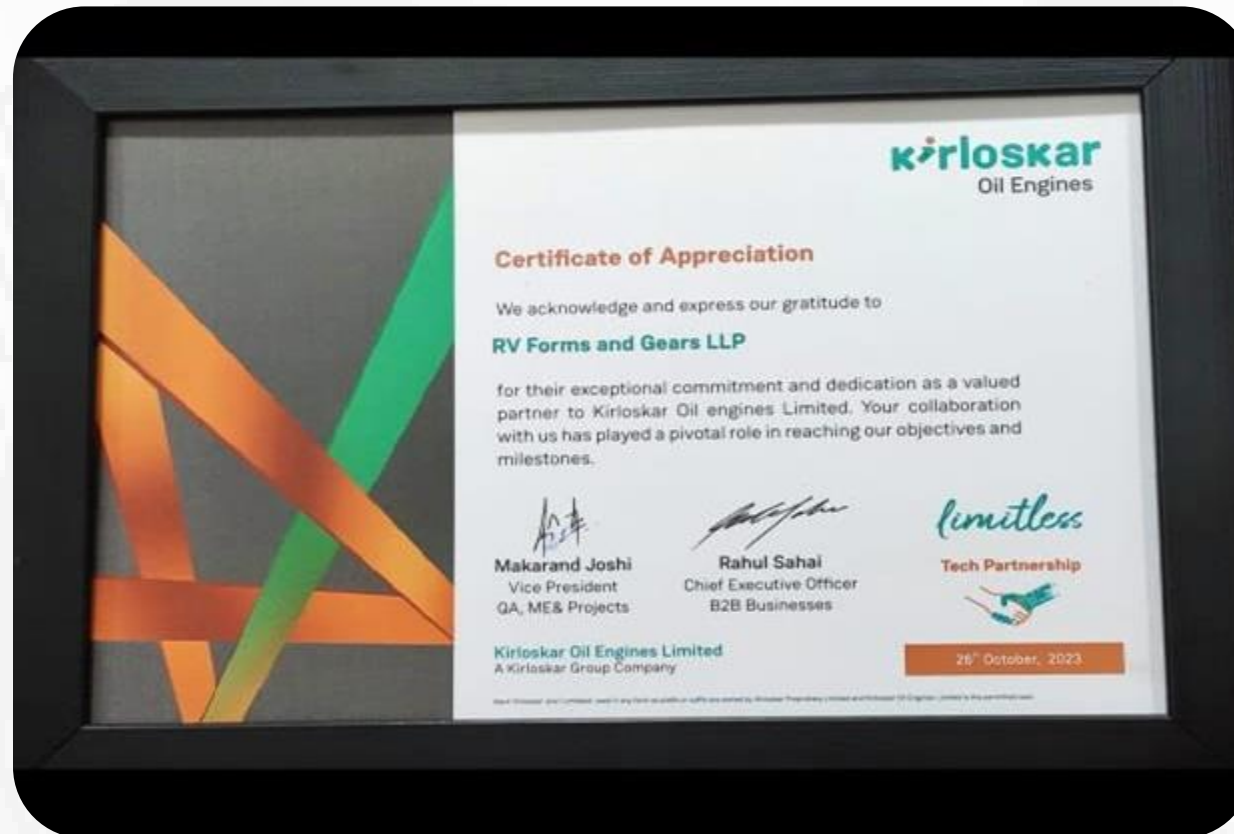 Kirloskar
Oil Engines
Certificate of Appreciation
We acknowledge and express our gratitude to
RV Forms and Gears LLP
for their exceptional commitment and dedication as a valued
partner to Kirloskar Oil engines Limited. Your collaboration
with us has played a pivotal role in reaching our objectives and
milestones.
Makarand Joshi
Vice President
QA, ME& Projects
Rahul Sahai
Chief Executive Officer
B2B Businesses
limitless
Tech Partnership
Kirloskar Oil Engines Limited
A Kirloskar Group Company
26th October, 2023